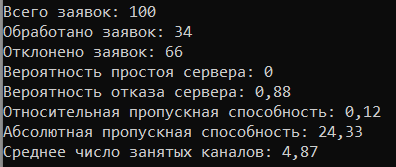 Всего заявок: 100
Обработано заявок: 34
Отклонено заявок: 66
Вероятность простоя сервера: 0
Вероятность отказа сервера: 0,88
Относительная пропускная способность: 0,12
Абсолютная пропускная способность: 24,33
Среднее число занятых каналов: 4,87